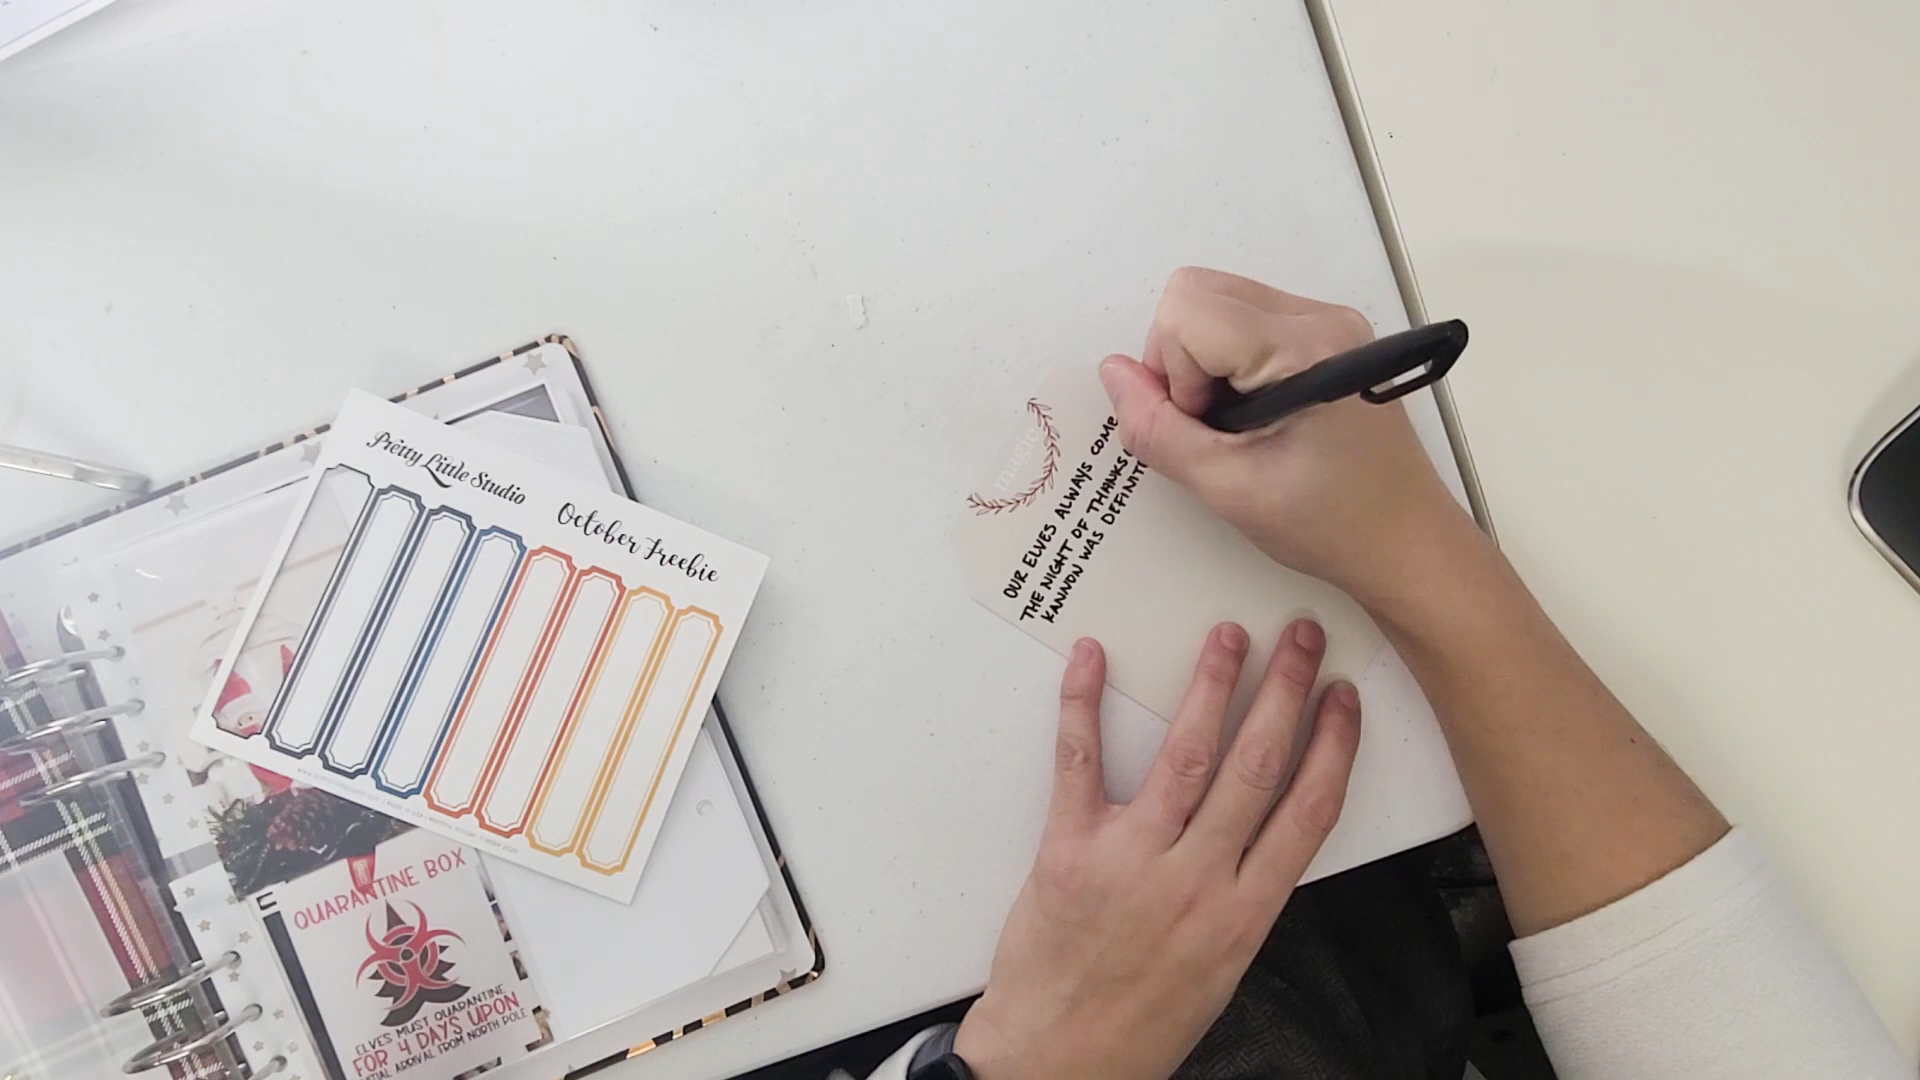 Pretty Little Studio
October Freebie
QUARANTINE BOX
ELVES MUST QUARANTINE
FOR 4 DAYS UPON
INITIAL ARRIVAL FROM NORTH POLE
magic
OUR ELVES ALWAYS COME
THE NIGHT OF THANKS
KANNON WAS